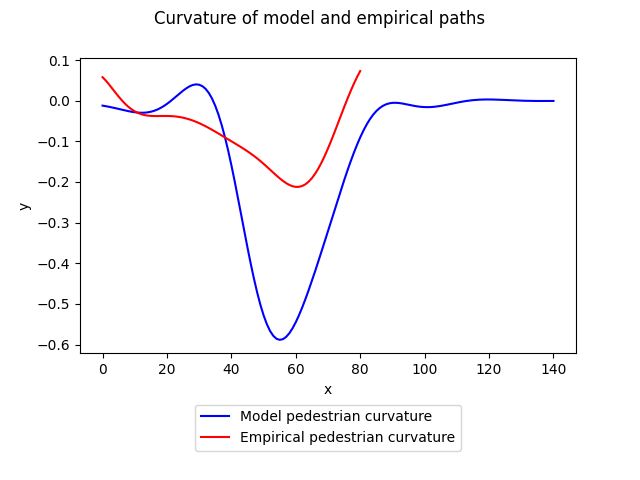 Curvature of model and empirical paths
0.1
0.0
−0.1
−0.2
−0.3
−0.4
−0.5
−0.6
y
0 20 40 60 80 100 120 140
x
Model pedestrian curvature
Empirical pedestrian curvature